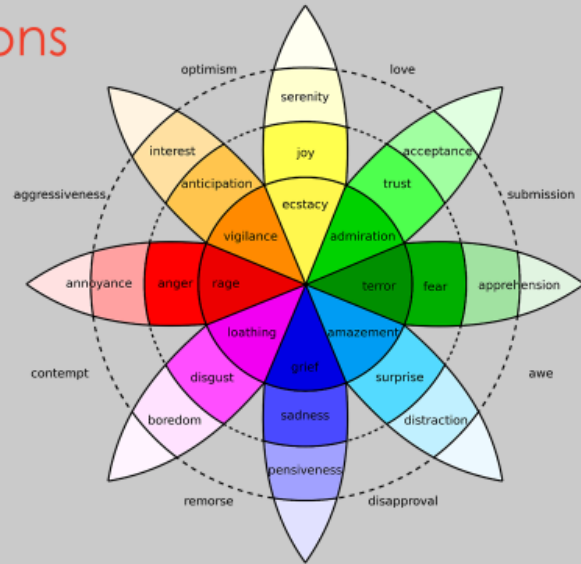 ons
optimism
love
serenity
interest
acceptance
joy
anticipation
trust
aggressiveness
submission
ecstacy
vigilance
admiration
annoyance
anger
rage
terror
fear
apprehension
loathing
amazement
grief
contempt
disgust
surprise
awe
boredom
sadness
distraction
pensiveness
remorse
disapproval